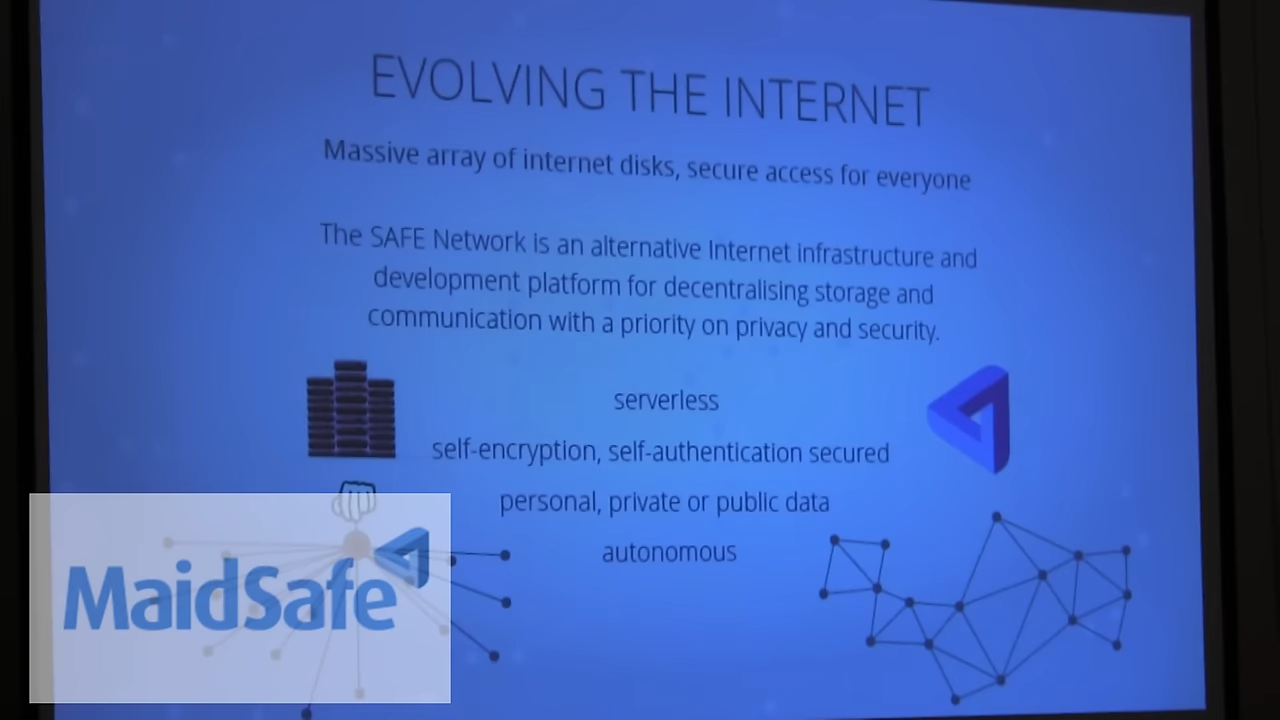 EVOLVING THE INTERNET
Massive array of internet disks, secure access for everyone
The SAFE Network is an alternative Internet infrastructure and
development platform for decentralising storage and
communication with a priority on privacy and security.
serverless
self-encryption, self-authentication secured
personal, private or public data
autonomous
MaidSafe